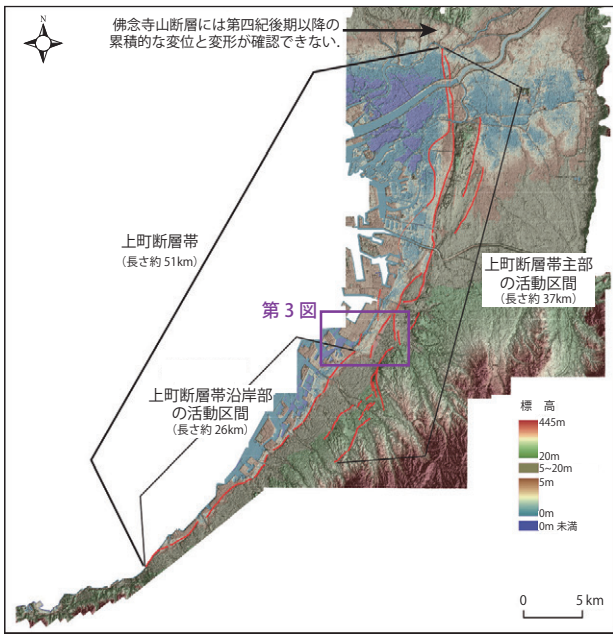 N
佛念寺山断層には第四紀後期以降の
累積的な変位と変形が確認できない.
上町断層帯
(長さ約 51km)
上町断層帯主部
の活動区間
(長さ約 37km)
第 3 図
上町断層帯沿岸部
の活動区間
(長さ約 26km)
標 高
445m
20m
5~20m
5m
0m
0m 未満
0 5 km